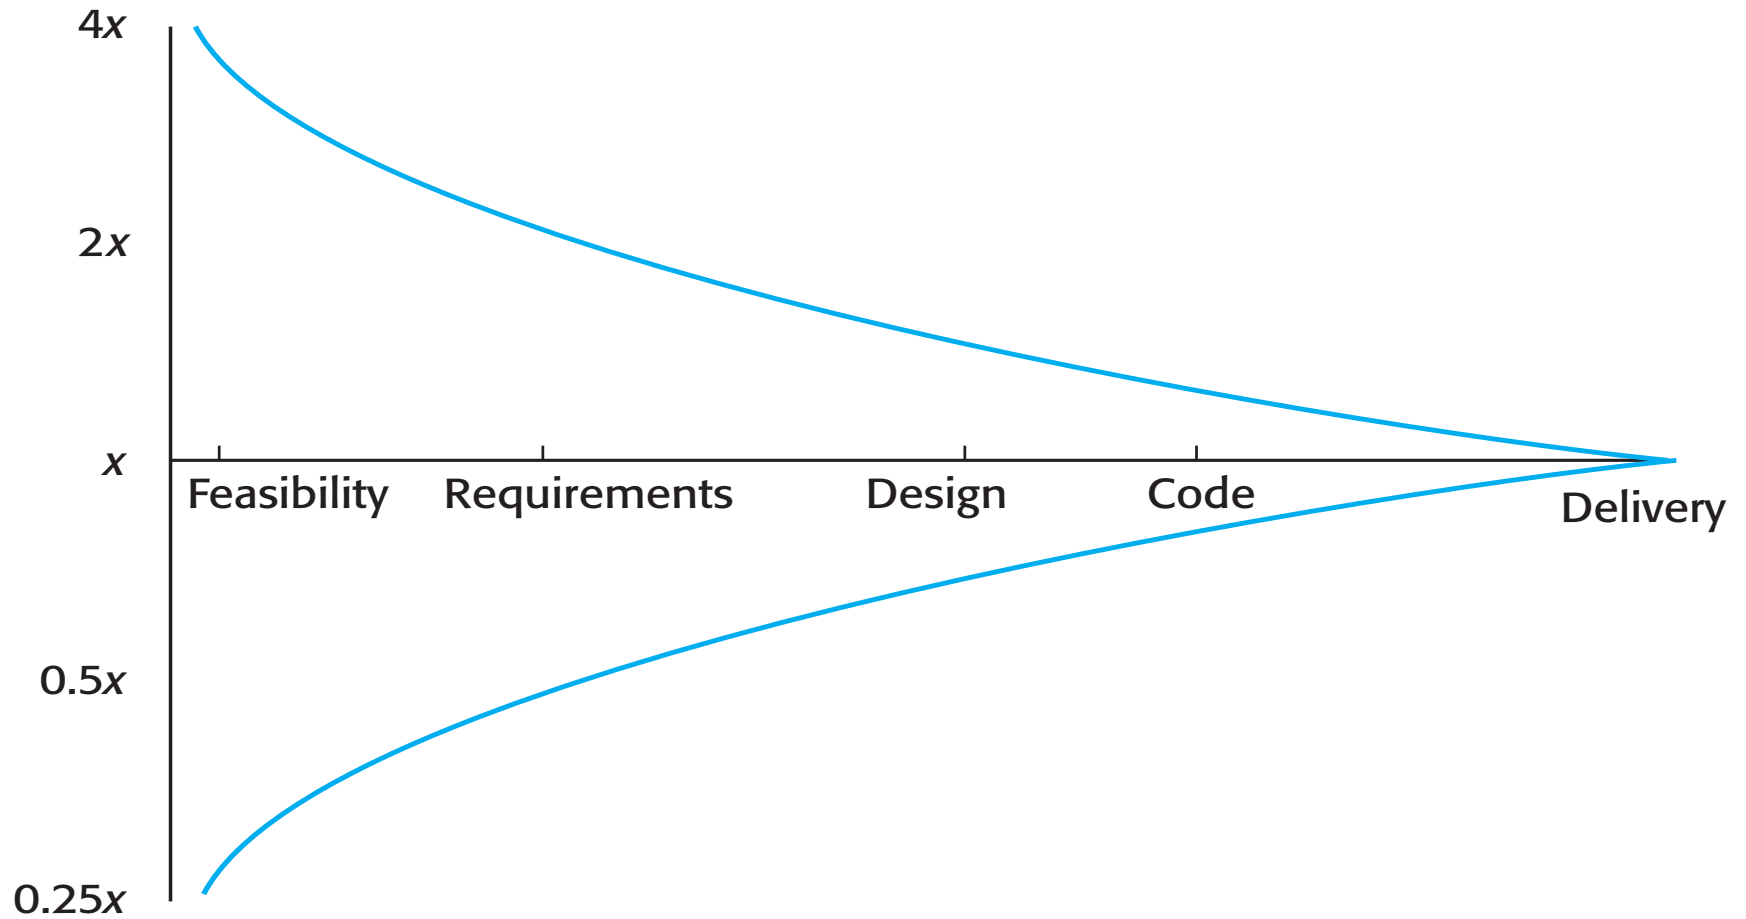 4x
2x
x
Feasibility Requirements Design Code Delivery
0.5x
0.25x